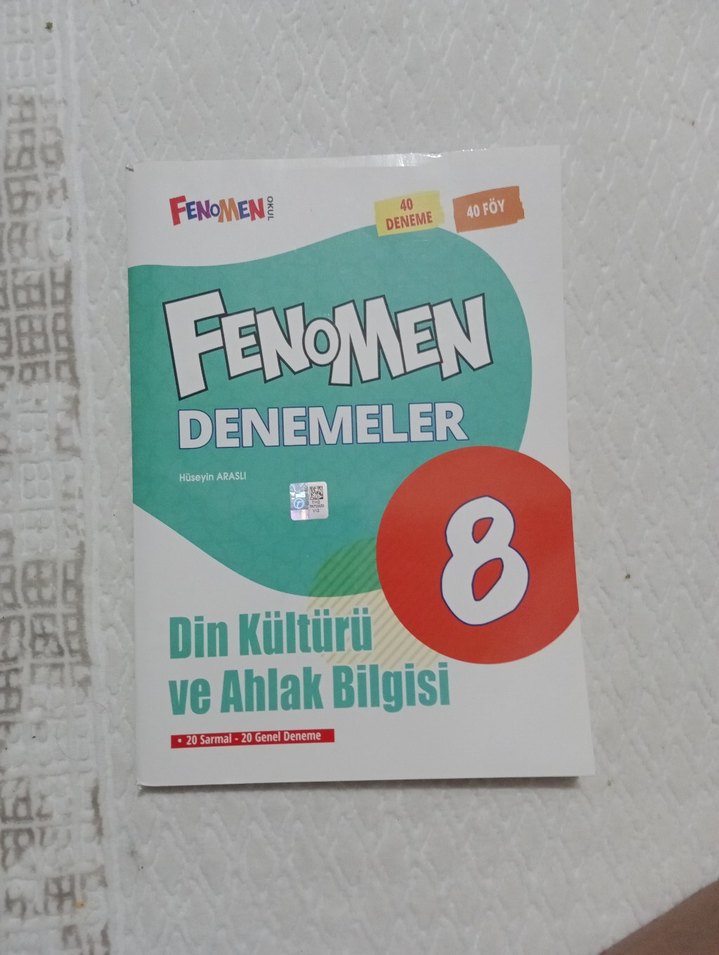 FENOMEN OKUL
40 DENEME
40 FÖY
FENOMEN
DENEMELER
Hüseyin ARASLI
8
Din Kültürü
ve Ahlak Bilgisi
• 20 Sarmal - 20 Genel Deneme